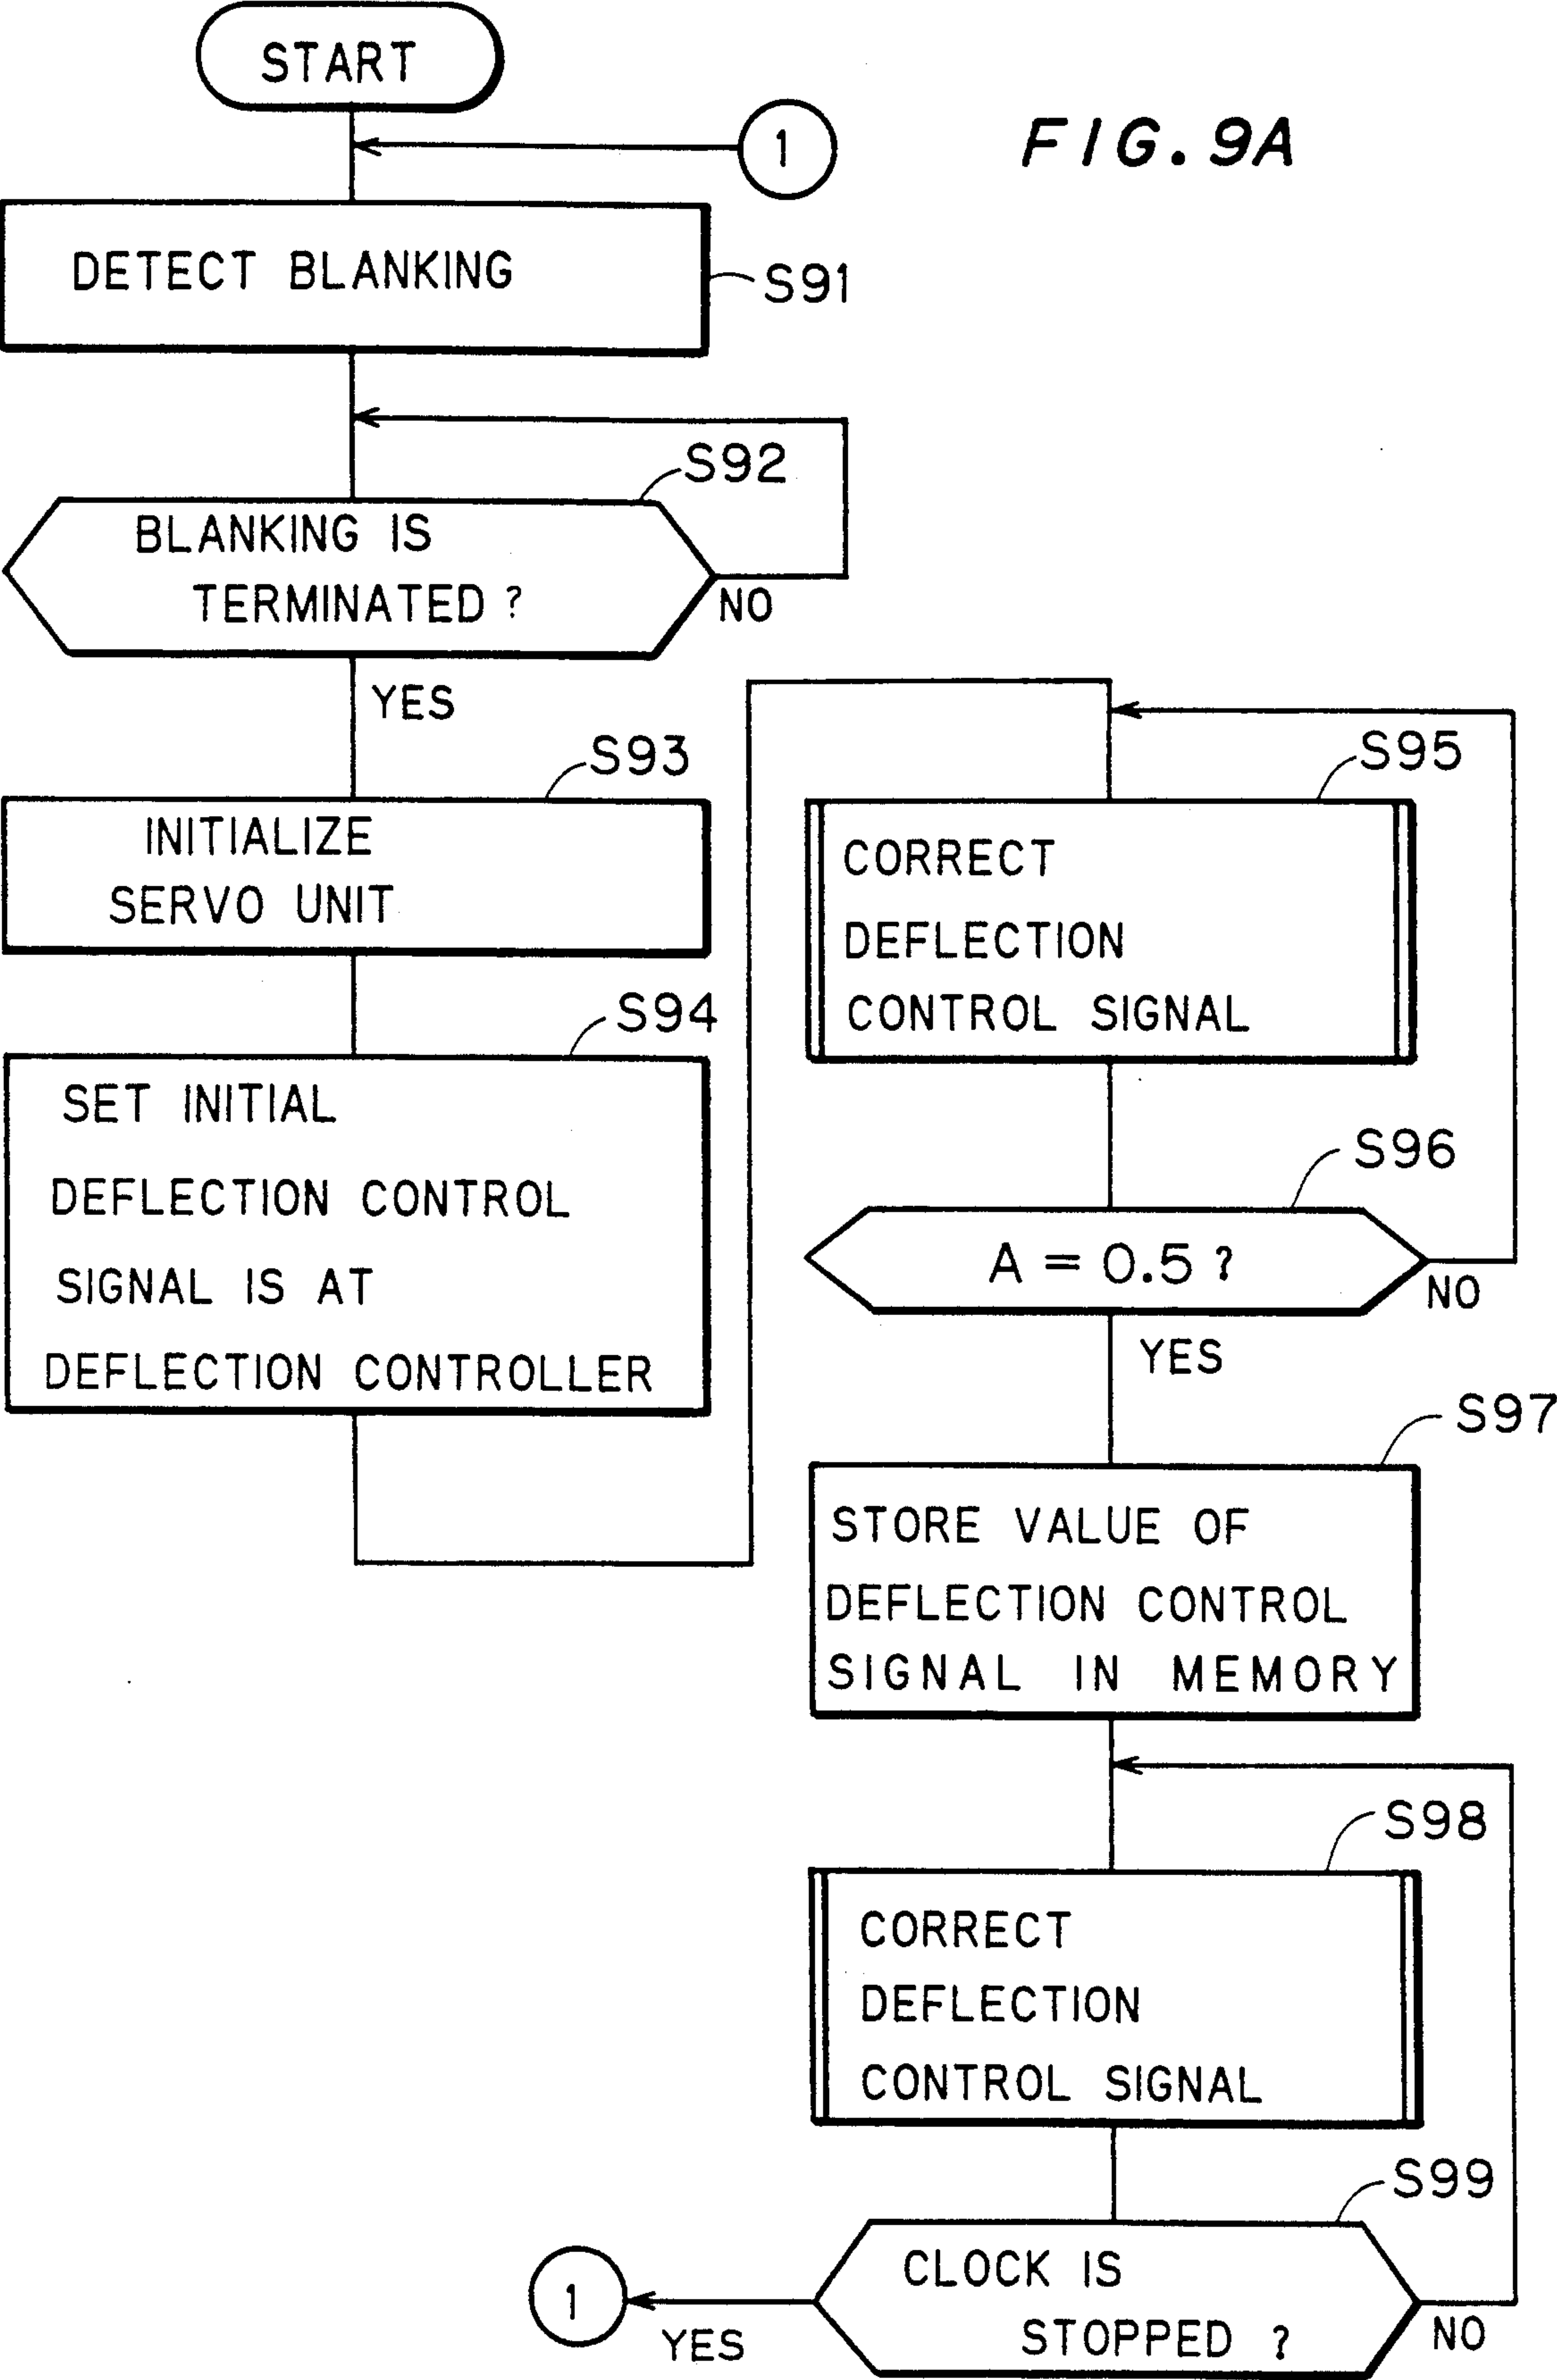 START
1
FIG. 9A
DETECT BLANKING
S91
S92
BLANKING IS
TERMINATED ?
NO
YES
S93
INITIALIZE
SERVO UNIT
S94
SET INITIAL
DEFLECTION CONTROL
SIGNAL IS AT
DEFLECTION CONTROLLER
S95
CORRECT
DEFLECTION
CONTROL SIGNAL
S96
A = 0.5 ?
NO
YES
S97
STORE VALUE OF
DEFLECTION CONTROL
SIGNAL IN MEMORY
S98
CORRECT
DEFLECTION
CONTROL SIGNAL
S99
CLOCK IS
STOPPED ?
NO
YES
1